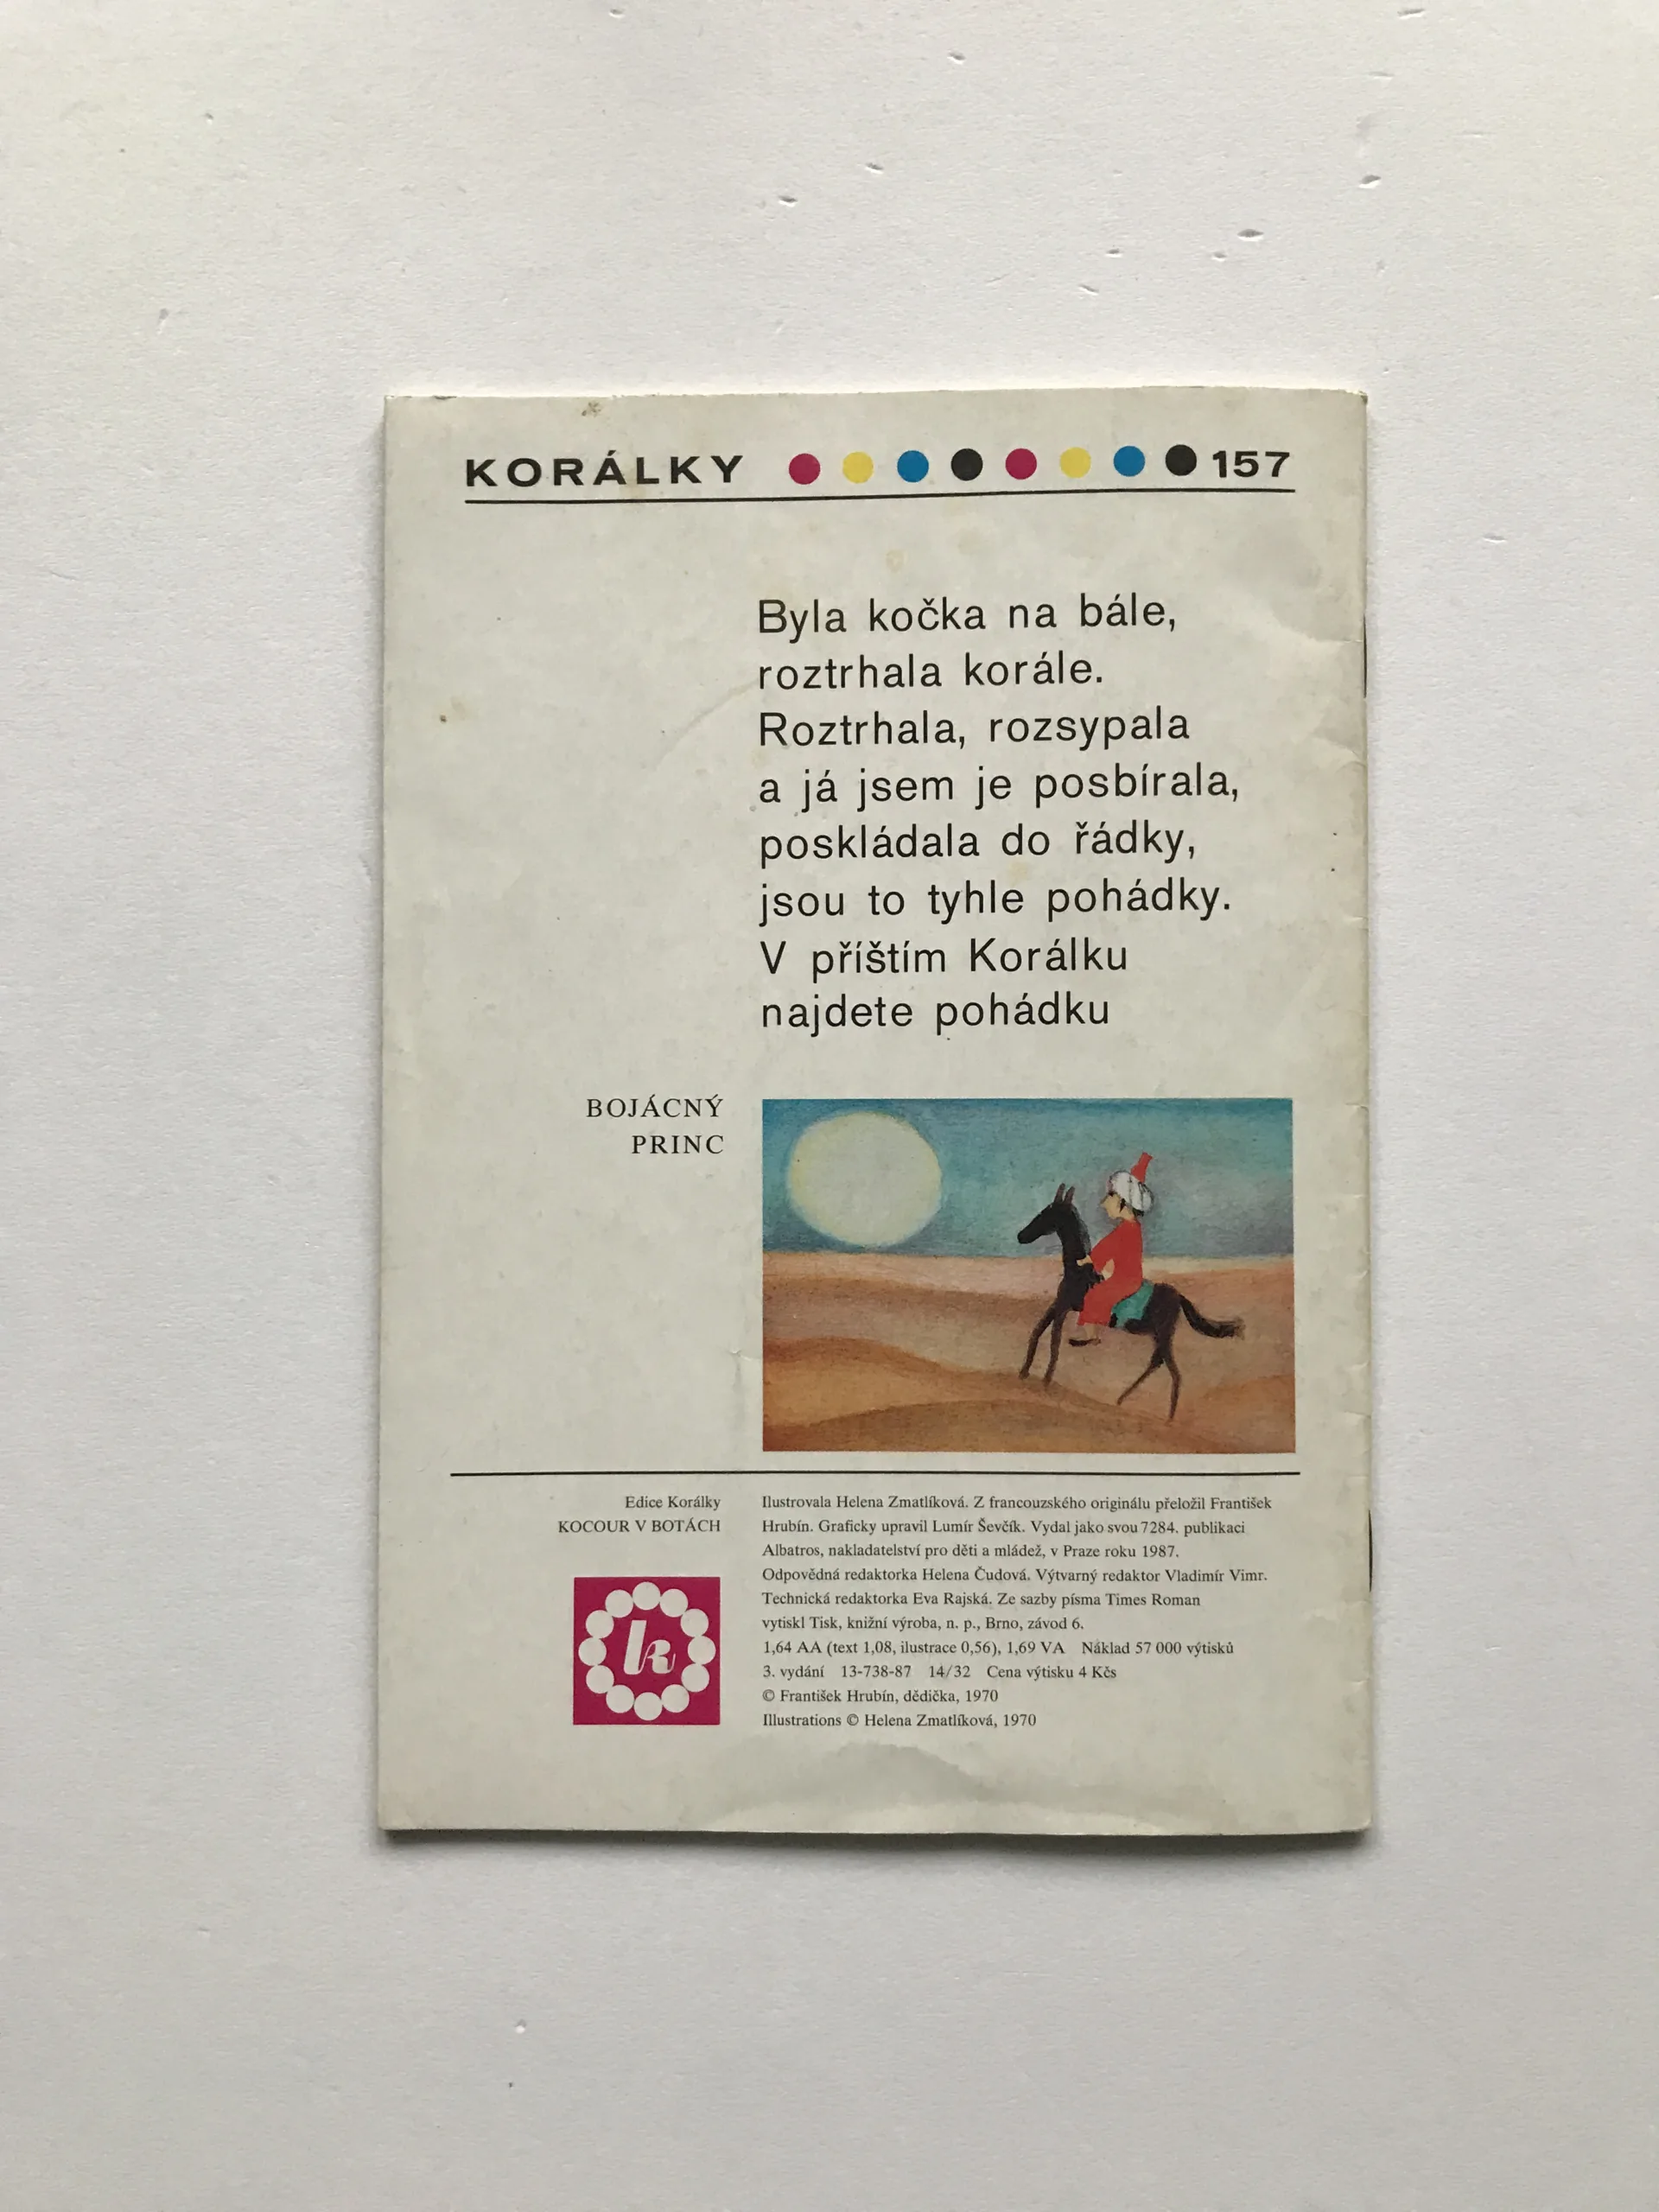 KORÁLKY 157
Byla kočka na bále,
roztrhala korále.
Roztrhala, rozsypala
a já jsem je posbírala,
poskládala do řádky,
jsou to tyhle pohádky.
V příštím Korálku
najdete pohádku
BOJÁCNÝ
PRINC
Edice Korálky
KOCOUR V BOTÁCH
k
Ilustrovala Helena Zmatlíková. Z francouzského originálu přeložil František
Hrubín. Graficky upravil Lumír Ševčík. Vydal jako svou 7284. publikaci
Albatros, nakladatelství pro děti a mládež, v Praze roku 1987.
Odpovědná redaktorka Helena Čudová. Výtvarný redaktor Vladimír Vimr.
Technická redaktorka Eva Rajská. Ze sazby písma Times Roman
vytiskl Tisk, knižní výroba, n. p., Brno, závod 6.
1,64 AA (text 1,08, ilustrace 0,56), 1,69 VA Náklad 57 000 výtisků
3. vydání 13-738-87 14/32 Cena výtisku 4 Kčs
© František Hrubín, dědička, 1970
Illustrations © Helena Zmatlíková, 1970